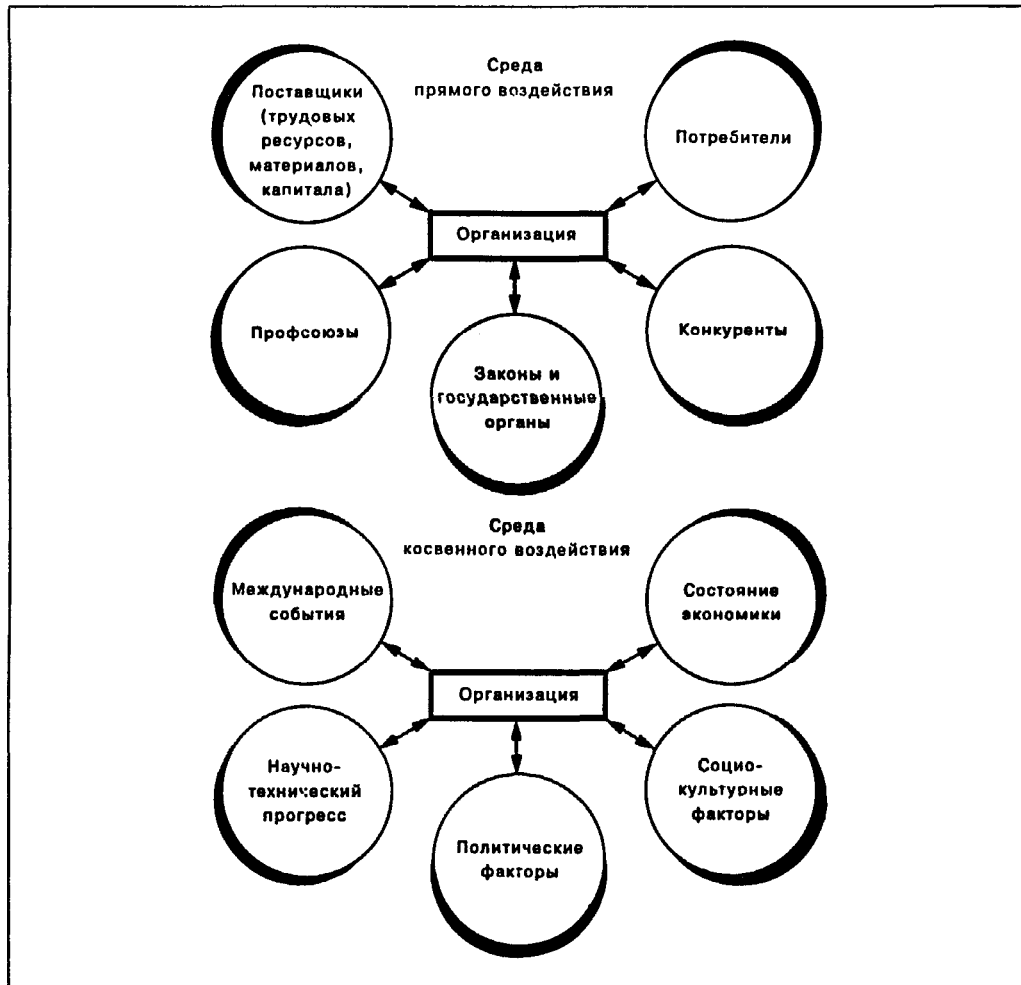 Среда
прямого воздействия
Поставщики
(трудовых
ресурсов,
материалов,
капитала)
Потребители
Организация
Профсоюзы
Конкуренты
Законы и
государственные
органы
Среда
косвенного воздействия
Международные
события
Состояние
экономики
Организация
Научно-
технический
прогресс
Социо-
культурные
факторы
Политические
факторы